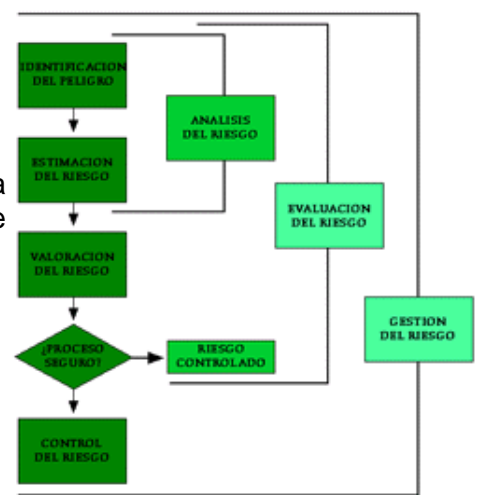 IDENTIFICACION
DEL PELIGRO
ANALISIS
DEL RIESGO
ESTIMACION
DEL RIESGO
a
e
EVALUACION
DEL RIESGO
VALORACION
DEL RIESGO
GESTION
DEL RIESGO
¿PROCESO
SEGURO?
RIESGO
CONTROLADO
CONTROL
DEL RIESGO